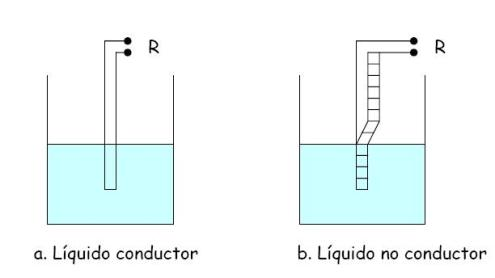 R
R
a. Líquido conductor
b. Líquido no conductor